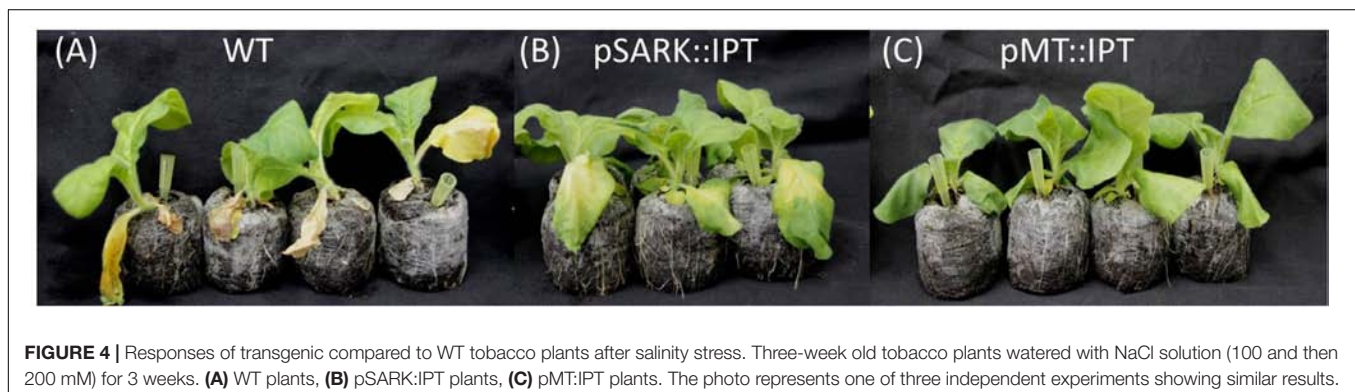 (A) WT (B) pSARK::IPT (C) pMT::IPT
FIGURE 4 | Responses of transgenic compared to WT tobacco plants after salinity stress. Three-week old tobacco plants watered with NaCl solution (100 and then
200 mM) for 3 weeks. (A) WT plants, (B) pSARK:IPT plants, (C) pMT:IPT plants. The photo represents one of three independent experiments showing similar results.